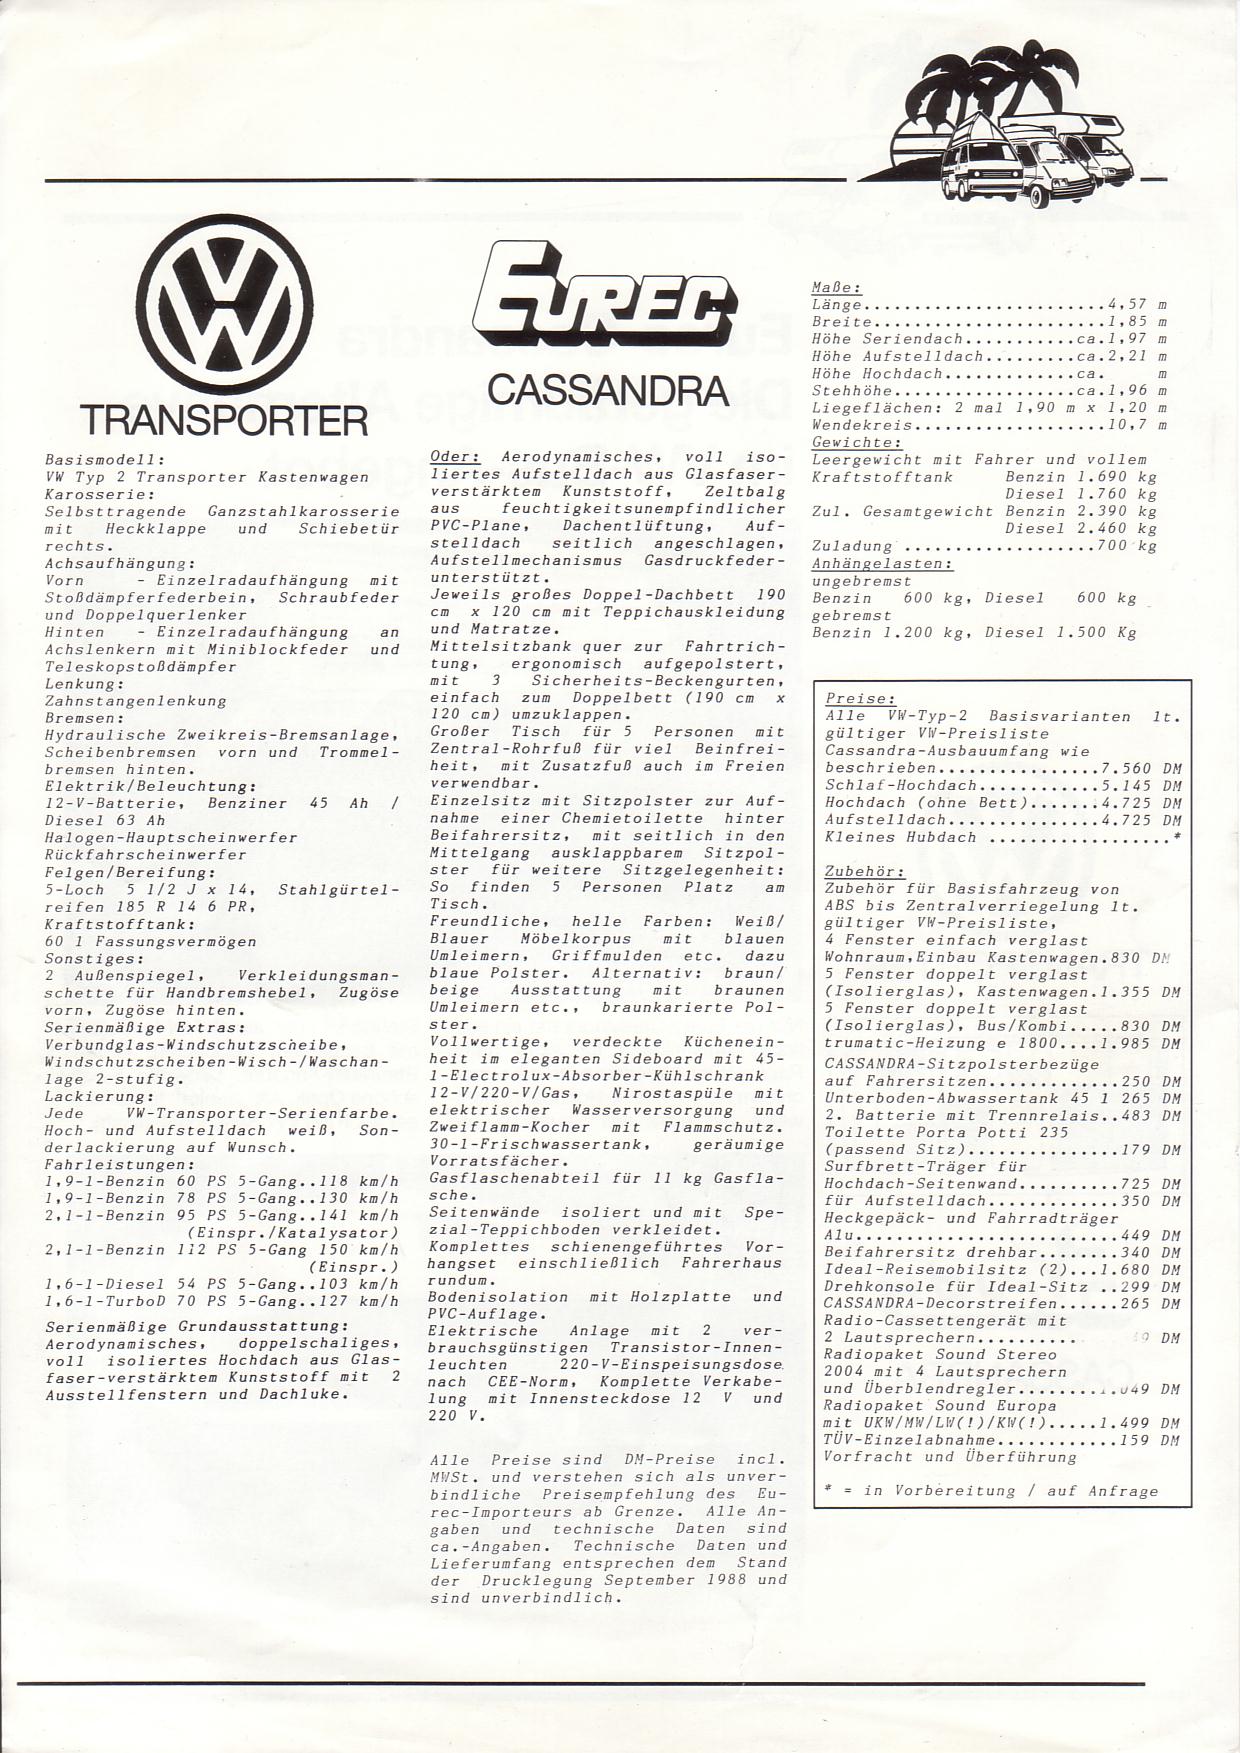 TRANSPORTER
Basismodell:
VW Typ 2 Transporter Kastenwagen
Karosserie:
Selbsttragende Ganzstahlkarosserie
mit Heckklappe und Schiebetür
rechts.
Achsaufhängung:
Vorn - Einzelradaufhängung mit
Stoßdämpferfederbein, Schraubfeder
und Doppelquerlenker
Hinten - Einzelradaufhängung an
Achslenkern mit Miniblockfeder und
Teleskopstoßdämpfer
Lenkung:
Zahnstangenlenkung
Bremsen:
Hydraulische Zweikreis-Bremsanlage,
Scheibenbremsen vorn und Trommel-
bremsen hinten.
Elektrik/Beleuchtung:
12-V-Batterie, Benziner 45 Ah /
Diesel 63 Ah
Halogen-Hauptscheinwerfer
Rückfahrscheinwerfer
Felgen/Bereifung:
5-Loch 5 1/2 J x 14, Stahlgürtel-
reifen 185 R 14 6 PR,
Kraftstofftank:
60 l Fassungsvermögen
Sonstiges:
2 Außenspiegel, Verkleidungsman-
schette für Handbremshebel, Zugöse
vorn, Zugöse hinten.
Serienmäßige Extras:
Verbundglas-Windschutzscheibe,
Windschutzscheiben-Wisch-/Waschan-
lage 2-stufig.
Lackierung:
Jede VW-Transporter-Serienfarbe.
Hoch- und Aufstelldach weiß, Son-
derlackierung auf Wunsch.
Fahrleistungen:
1,9-l-Benzin 60 PS 5-Gang..118 km/h
1,9-l-Benzin 78 PS 5-Gang..130 km/h
2,1-l-Benzin 95 PS 5-Gang..141 km/h
(Einspr./Katalysator)
2,1-l-Benzin 112 PS 5-Gang 150 km/h
(Einspr.)
1,6-l-Diesel 54 PS 5-Gang..103 km/h
1,6-l-TurboD 70 PS 5-Gang..127 km/h
Serienmäßige Grundausstattung:
Aerodynamisches, doppelschaliges,
voll isoliertes Hochdach aus Glas-
faser-verstärktem Kunststoff mit 2
Ausstellfenstern und Dachluke.
EUREC
CASSANDRA
Oder: Aerodynamisches, voll iso-
liertes Aufstelldach aus Glasfaser-
verstärktem Kunststoff, Zeltbalg
aus feuchtigkeitsunempfindlicher
PVC-Plane, Dachentlüftung, Auf-
stelldach seitlich angeschlagen,
Aufstellmechanismus Gasdruckfeder-
unterstützt.
Jeweils großes Doppel-Dachbett 190
cm x 120 cm mit Teppichauskleidung
und Matratze.
Mittelsitzbank quer zur Fahrtrich-
tung, ergonomisch aufgepolstert,
mit 3 Sicherheits-Beckengurten,
einfach zum Doppelbett (190 cm x
120 cm) umzuklappen.
Großer Tisch für 5 Personen mit
Zentral-Rohrfuß für viel Beinfrei-
heit, mit Zusatzfuß auch im Freien
verwendbar.
Einzelsitz mit Sitzpolster zur Auf-
nahme einer Chemietoilette hinter
Beifahrersitz, mit seitlich in den
Mittelgang ausklappbarem Sitzpol-
ster für weitere Sitzgelegenheit:
So finden 5 Personen Platz am
Tisch.
Freundliche, helle Farben: Weiß/
Blauer Möbelkorpus mit blauen
Umleimern, Griffmulden etc. dazu
blaue Polster. Alternativ: braun/
beige Ausstattung mit braunen
Umleimern etc., braunkarierte Pol-
ster.
Vollwertige, verdeckte Küchenein-
heit im eleganten Sideboard mit 45-
l-Electrolux-Absorber-Kühlschrank
12-V/220-V/Gas, Nirostaspüle mit
elektrischer Wasserversorgung und
Zweiflamm-Kocher mit Flammschutz.
30-l-Frischwassertank, geräumige
Vorratsfächer.
Gasflaschenabteil für 11 kg Gasfla-
sche.
Seitenwände isoliert und mit Spe-
zial-Teppichboden verkleidet.
Komplettes schienengeführtes Vor-
hangset einschließlich Fahrerhaus
rundum.
Bodenisolation mit Holzplatte und
PVC-Auflage.
Elektrische Anlage mit 2 ver-
brauchsgünstigen Transistor-Innen-
leuchten 220-V-Einspeisungsdose
nach CEE-Norm, Komplette Verkabe-
lung mit Innensteckdose 12 V und
220 V.
Alle Preise sind DM-Preise incl.
MWSt. und verstehen sich als unver-
bindliche Preisempfehlung des Eu-
rec-Importeurs ab Grenze. Alle An-
gaben und technische Daten sind
ca.-Angaben. Technische Daten und
Lieferumfang entsprechen dem Stand
der Drucklegung September 1988 und
sind unverbindlich.
Maße:
Länge........................4,57 m
Breite.......................1,85 m
Höhe Seriendach...........ca.1,97 m
Höhe Aufstelldach.........ca.2,21 m
Höhe Hochdach.............ca. m
Stehhöhe..................ca.1,96 m
Liegeflächen: 2 mal 1,90 m x 1,20 m
Wendekreis...................10,7 m
Gewichte:
Leergewicht mit Fahrer und vollem
Kraftstofftank Benzin 1.690 kg
Diesel 1.760 kg
Zul. Gesamtgewicht Benzin 2.390 kg
Diesel 2.460 kg
Zuladung ...................700 kg
Anhängelasten:
ungebremst
Benzin 600 kg, Diesel 600 kg
gebremst
Benzin 1.200 kg, Diesel 1.500 Kg
Preise:
Alle VW-Typ-2 Basisvarianten lt.
gültiger VW-Preisliste
Cassandra-Ausbauumfang wie
beschrieben................7.560 DM
Schlaf-Hochdach............5.145 DM
Hochdach (ohne Bett).......4.725 DM
Aufstelldach...............4.725 DM
Kleines Hubdach ..................*
Zubehör:
Zubehör für Basisfahrzeug von
ABS bis Zentralverriegelung lt.
gültiger VW-Preisliste,
4 Fenster einfach verglast
Wohnraum,Einbau Kastenwagen.830 DM
5 Fenster doppelt verglast
(Isolierglas), Kastenwagen.1.355 DM
5 Fenster doppelt verglast
(Isolierglas), Bus/Kombi.....830 DM
trumatic-Heizung e 1800....1.985 DM
CASSANDRA-Sitzpolsterbezüge
auf Fahrersitzen.............250 DM
Unterboden-Abwassertank 45 l 265 DM
2. Batterie mit Trennrelais..483 DM
Toilette Porta Potti 235
(passend Sitz)...............179 DM
Surfbrett-Träger für
Hochdach-Seitenwand..........725 DM
für Aufstelldach.............350 DM
Heckgepäck- und Fahrradträger
Alu..........................449 DM
Beifahrersitz drehbar........340 DM
Ideal-Reisemobilsitz (2)...1.680 DM
Drehkonsole für Ideal-Sitz ..299 DM
CASSANDRA-Decorstreifen......265 DM
Radio-Cassettengerät mit
2 Lautsprechern.......... DM
Radiopaket Sound Stereo
2004 mit 4 Lautsprechern
und Überblendregler........1.049 DM
Radiopaket Sound Europa
mit UKW/MW/LW(!)/KW(!).....1.499 DM
TÜV-Einzelabnahme............159 DM
Vorfracht und Überführung
* = in Vorbereitung / auf Anfrage